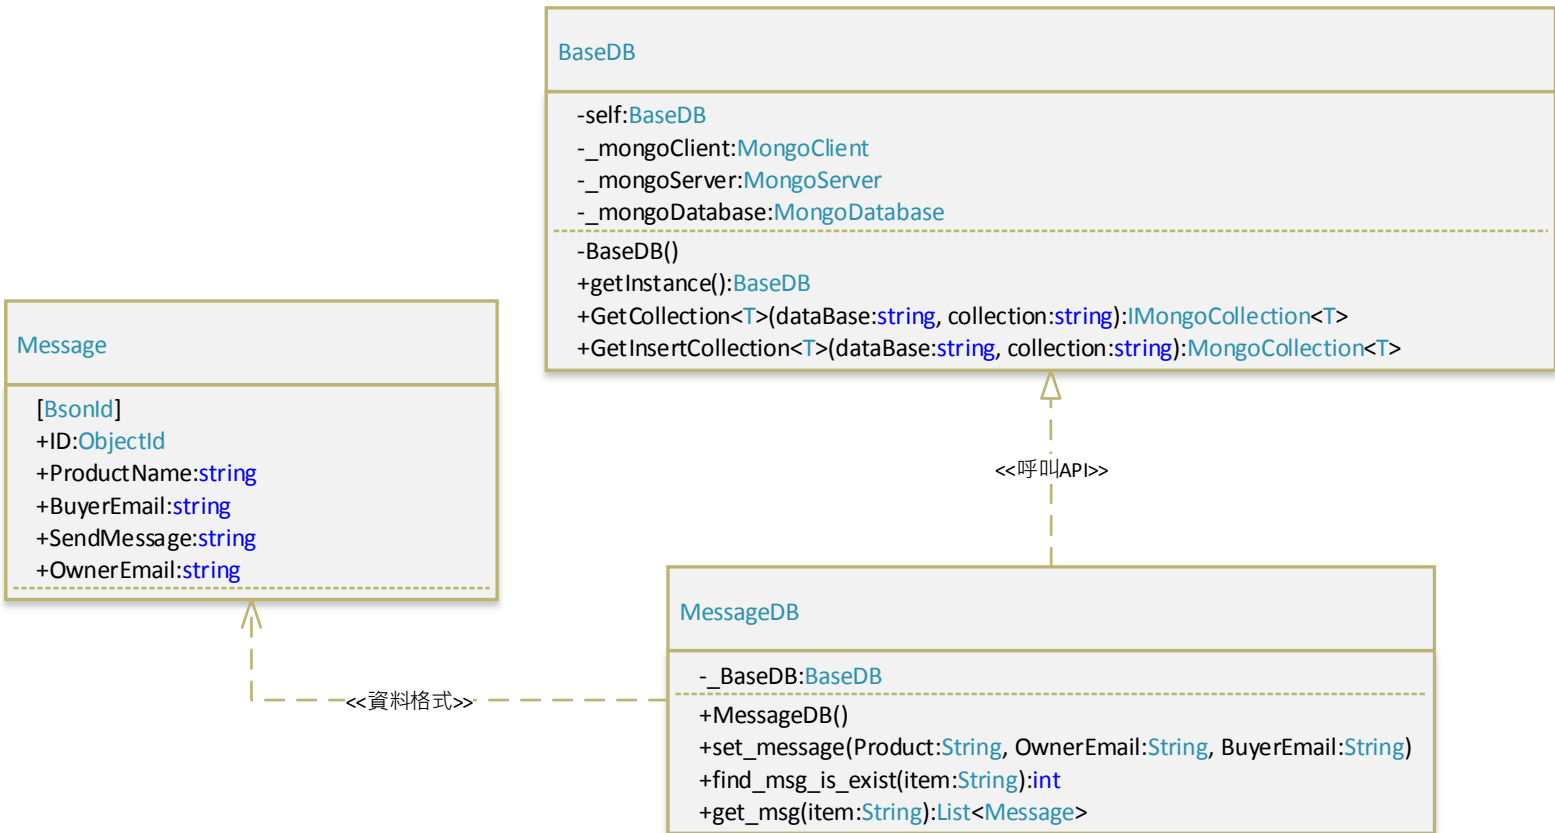 BaseDB
-self:BaseDB
-_mongoClient:MongoClient
-_mongoServer:MongoServer
-_mongoDatabase:MongoDatabase
-BaseDB()
+getInstance():BaseDB
+GetCollection<T>(dataBase:string, collection:string):IMongoCollection<T>
+GetInsertCollection<T>(dataBase:string, collection:string):MongoCollection<T>
Message
[BsonId]
+ID:ObjectId
+ProductName:string
+BuyerEmail:string
+SendMessage:string
+OwnerEmail:string
<<呼叫API>>
<<資料格式>>
MessageDB
-_BaseDB:BaseDB
+MessageDB()
+set_message(Product:String, OwnerEmail:String, BuyerEmail:String)
+find_msg_is_exist(item:String):int
+get_msg(item:String):List<Message>